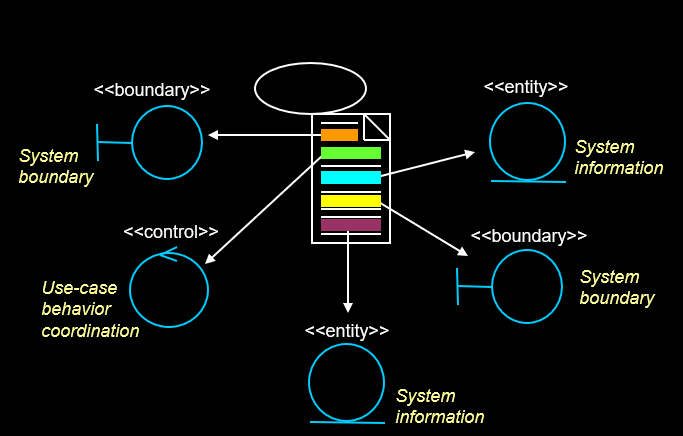 <<boundary>>
System
boundary
<<entity>>
System
information
<<control>>
Use-case
behavior
coordination
<<boundary>>
System
boundary
<<entity>>
System
information